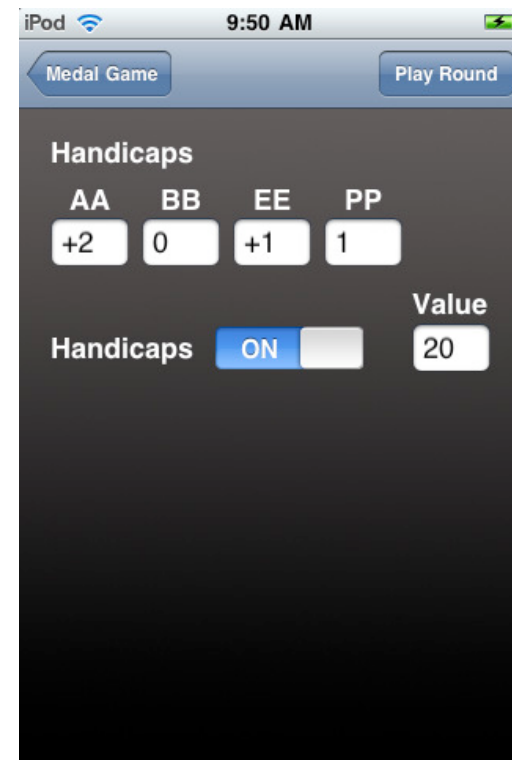 iPod 9:50 AM
Medal Game Play Round
Handicaps
AA BB EE PP
+2 0 +1 1
Value
Handicaps ON 20